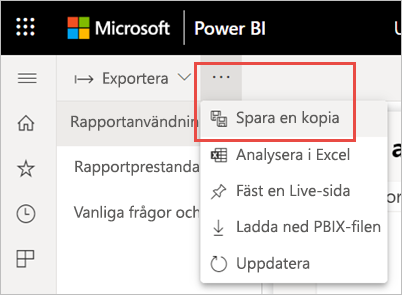 Microsoft Power BI
Exportera ...
Rapportanvändnin
Rapportprestanda
Vanliga frågor och
Spara en kopia
Analysera i Excel
Fäst en Live-sida
Ladda ned PBIX-filen
Uppdatera